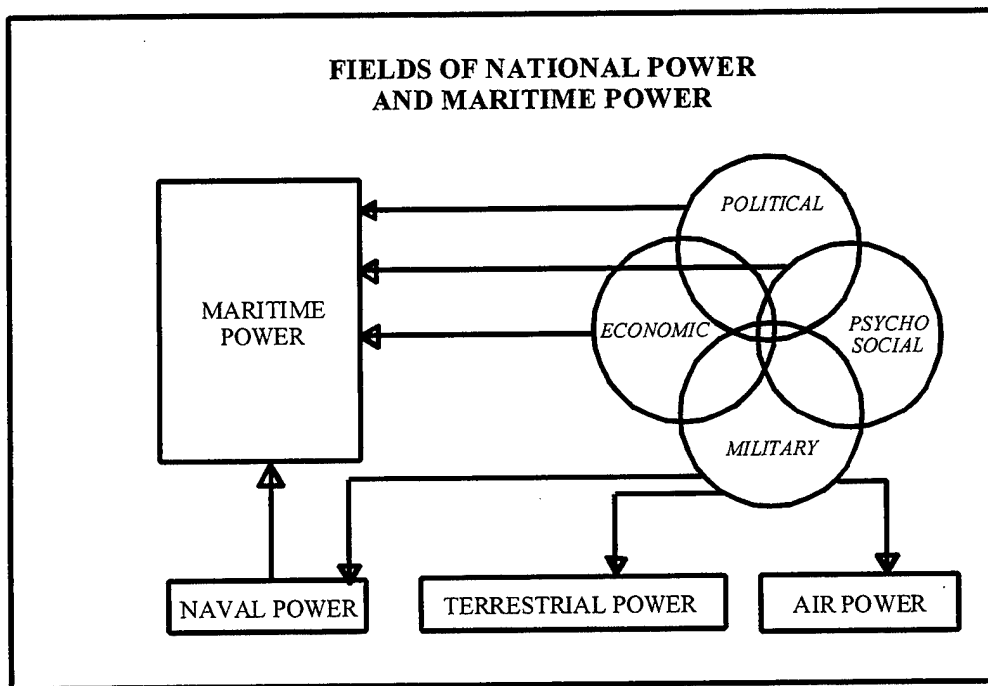 FIELDS OF NATIONAL POWER
AND MARITIME POWER
POLITICAL
MARITIME
POWER
ECONOMIC
PSYCHO
SOCIAL
MILITARY
NAVAL POWER
TERRESTRIAL POWER
AIR POWER